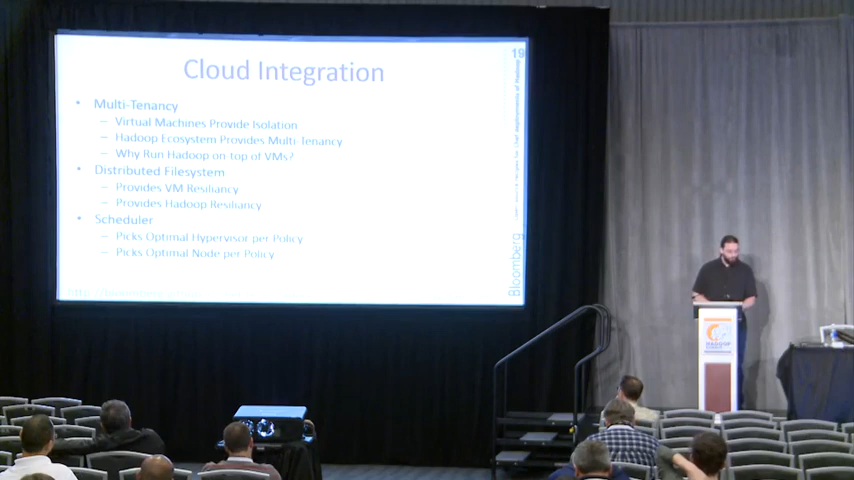 Cloud Integration
19
• Multi-Tenancy
– Virtual Machines Provide Isolation
– Hadoop Ecosystem Provides Multi-Tenancy
– Why Run Hadoop on top of VMs?
• Distributed Filesystem
– Provides VM Resiliancy
– Provides Hadoop Resiliancy
• Scheduler
– Picks Optimal Hypervisor per Policy
– Picks Optimal Node per Policy
Bloomberg
HADOOP